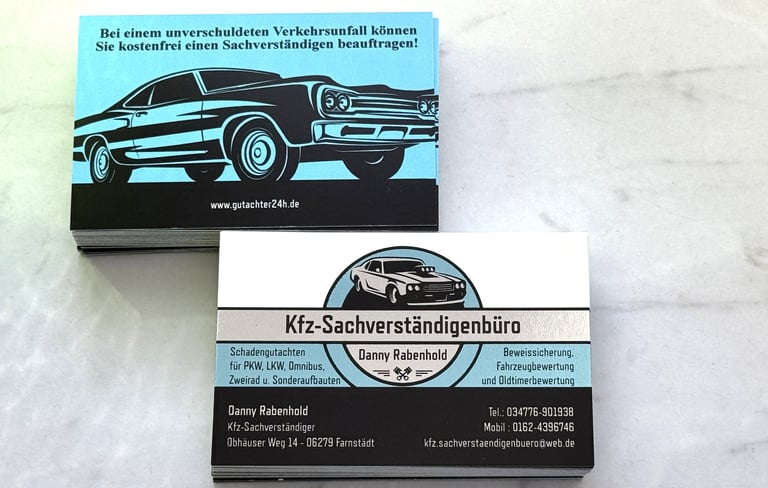 Bei einem unverschuldeten Verkehrsunfall können
Sie kostenfrei einen Sachverständigen beauftragen!
www.gutachter24h.de
Kfz-Sachverständigenbüro
Danny Rabenhold
Schadengutachten
für PKW, LKW, Omnibus,
Zweirad u. Sonderaufbauten
Beweissicherung,
Fahrzeugbewertung
und Oldtimerbewertung
Danny Rabenhold
Kfz-Sachverständiger
Obhäuser Weg 14 - 06279 Farnstädt
Tel.: 034776-901938
Mobil : 0162-4396746
kfz.sachverstaendigenbuero@web.de